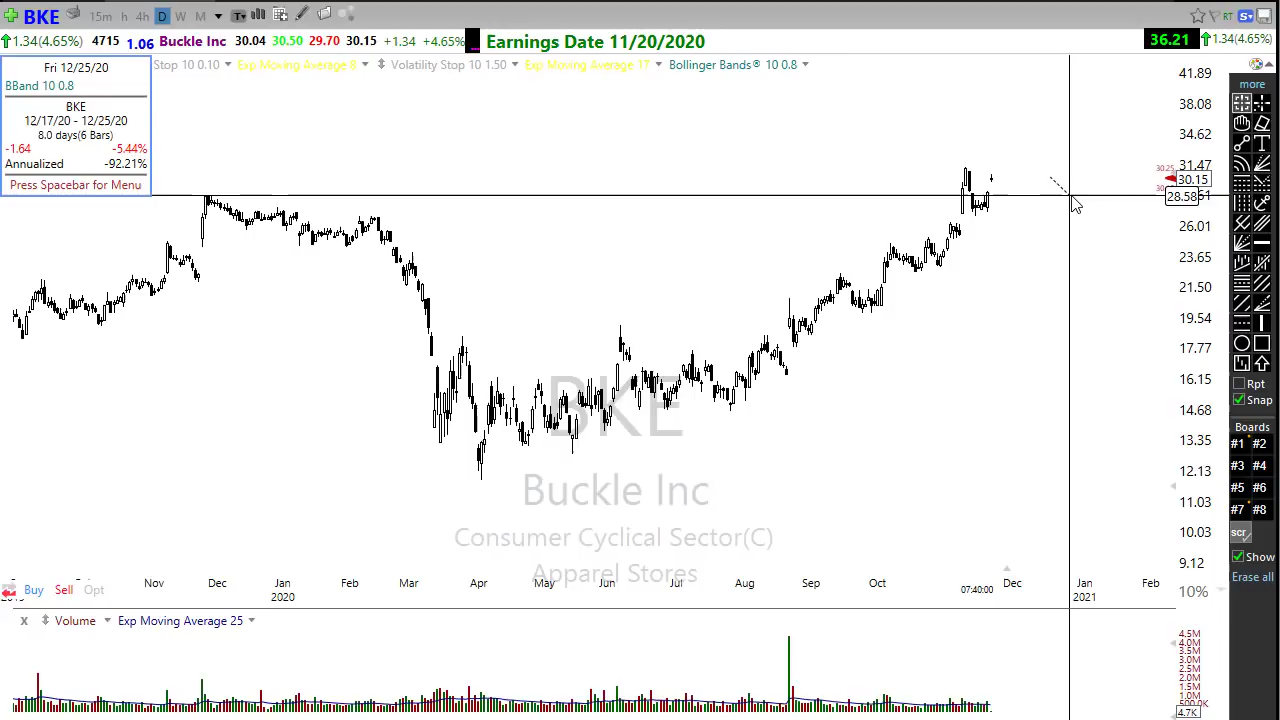 BKE 15m h 4h D W M T
RT S
1.34(4.65%) 4715 1.06 Buckle Inc 30.04 30.50 29.70 30.15 +1.34 +4.65% Earnings Date 11/20/2020 36.21 1.34(4.65%)
Fri 12/25/20
BBand 10 0.8
BKE
12/17/20 - 12/25/20
8.0 days(6 Bars)
-1.64 -5.44%
Annualized -92.21%
Press Spacebar for Menu
Stop 10 0.10 Exp Moving Average 8 Volatility Stop 10 1.50 Exp Moving Average 17 Bollinger Bands® 10 0.8
41.89
38.08
34.62
31.47
30.25
30.15
28.58
26.01
23.65
21.50
19.54
17.77
16.15
14.68
13.35
12.13
11.03
10.03
9.12
10%
BKE
Buckle Inc
Consumer Cyclical Sector(C)
Apparel Stores
Nov Dec Jan Feb Mar Apr May Jun Jul Aug Sep Oct Dec Jan Feb
2020 2021
07:40:00
Buy Sell Opt
x Volume Exp Moving Average 25
4.5M
4.0M
3.5M
3.0M
2.5M
2.0M
1.5M
1.0M
500.0K
4.7K
more
T
Rpt
Snap
Boards
#1 #2
#3 #4
#5 #6
#7 #8
scr
Show
Erase all